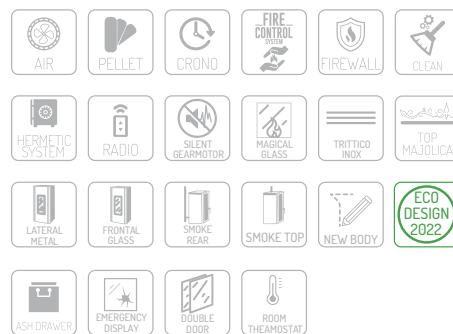 AIR
PELLET
CRONO
FIRE
CONTROL
SYSTEM
FIREWALL
CLEAN
HERMETIC
SYSTEM
RADIO
SILENT
GEARMOTOR
MAGICAL
GLASS
TRITTICO
INOX
TOP
MAJOLICA
LATERAL
METAL
FRONTAL
GLASS
SMOKE
REAR
SMOKE TOP
NEW BODY
ECO
DESIGN
2022
ASH DRAWER
EMERGENCY
DISPLAY
DOUBLE
DOOR
ROOM
THEAMOSTAT